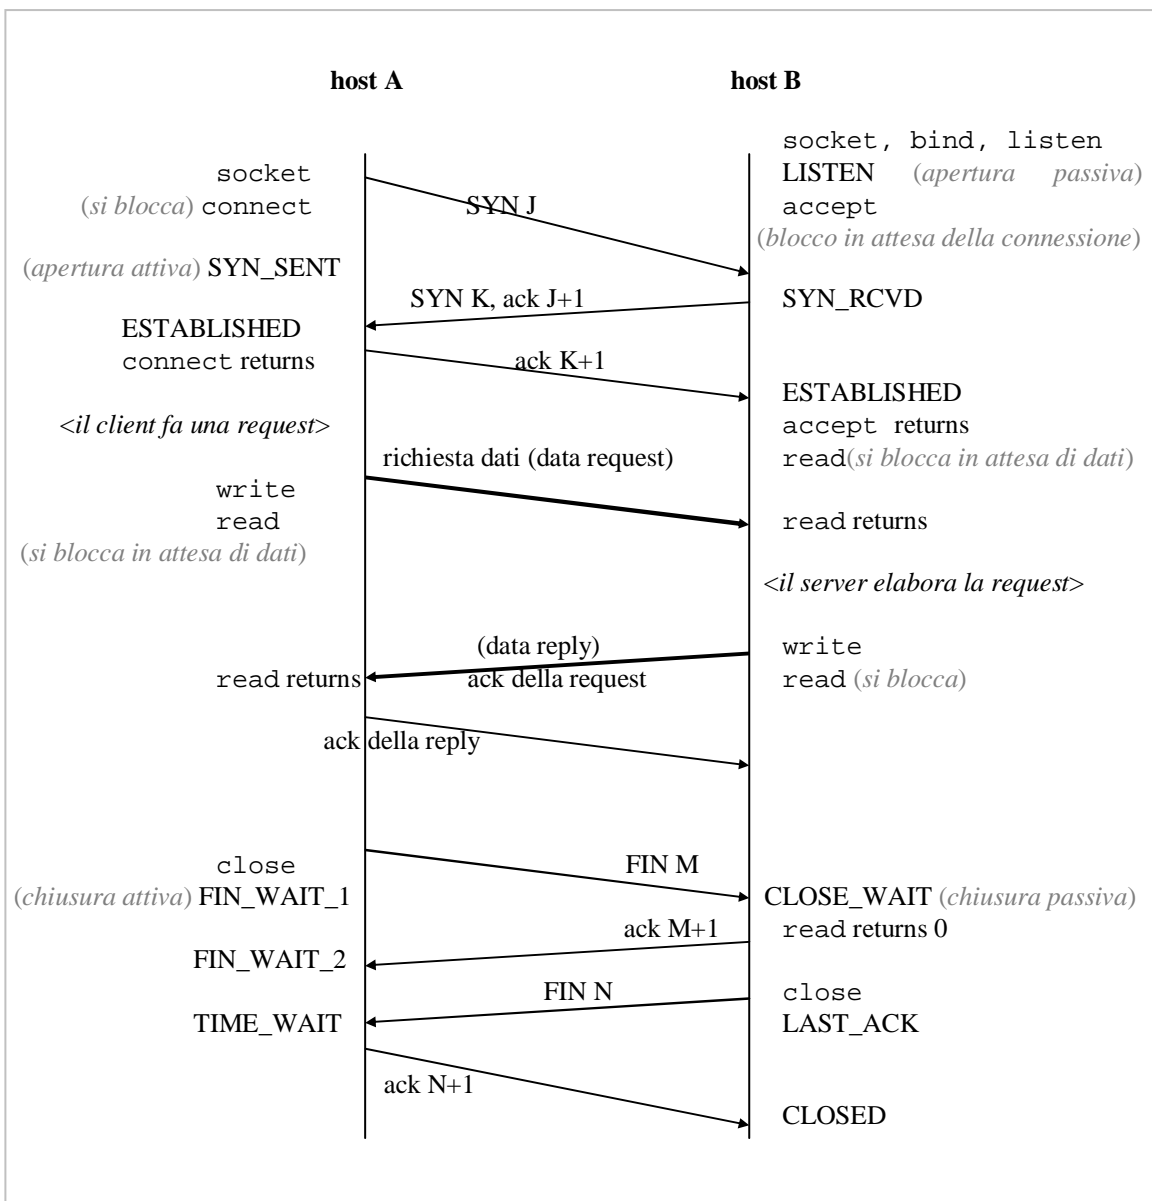 host A host B
socket, bind, listen
socket LISTEN (apertura passiva)
(si blocca) connect SYN J accept
(blocco in attesa della connessione)
(apertura attiva) SYN_SENT
SYN K, ack J+1 SYN_RCVD
ESTABLISHED
connect returns ack K+1
ESTABLISHED
<il client fa una request> accept returns
richiesta dati (data request) read(si blocca in attesa di dati)
write
read read returns
(si blocca in attesa di dati)
<il server elabora la request>
(data reply) write
read returns ack della request read (si blocca)
ack della reply
close FIN M
(chiusura attiva) FIN_WAIT_1 CLOSE_WAIT (chiusura passiva)
ack M+1 read returns 0
FIN_WAIT_2
FIN N close
TIME_WAIT LAST_ACK
ack N+1
CLOSED